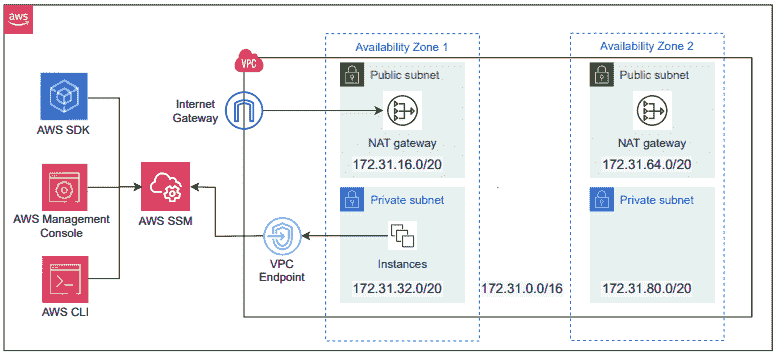 aws
Availability Zone 1
Availability Zone 2
VPC
Public subnet
Public subnet
Internet
Gateway
AWS SDK
NAT gateway
NAT gateway
172.31.16.0/20
172.31.64.0/20
Private subnet
Private subnet
AWS Management
Console
AWS SSM
VPC
Endpoint
Instances
172.31.32.0/20
172.31.0.0/16
172.31.80.0/20
AWS CLI